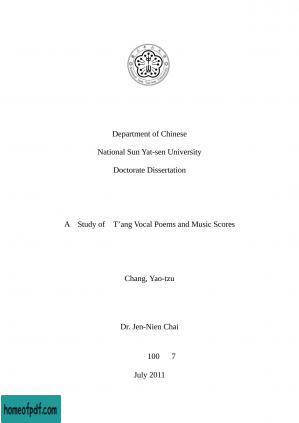 Department of Chinese
National Sun Yat-sen University
Doctorate Dissertation
A Study of T’ang Vocal Poems and Music Scores
Chang, Yao-tzu
Dr. Jen-Nien Chai
100 7
July 2011
homeofpdf.com